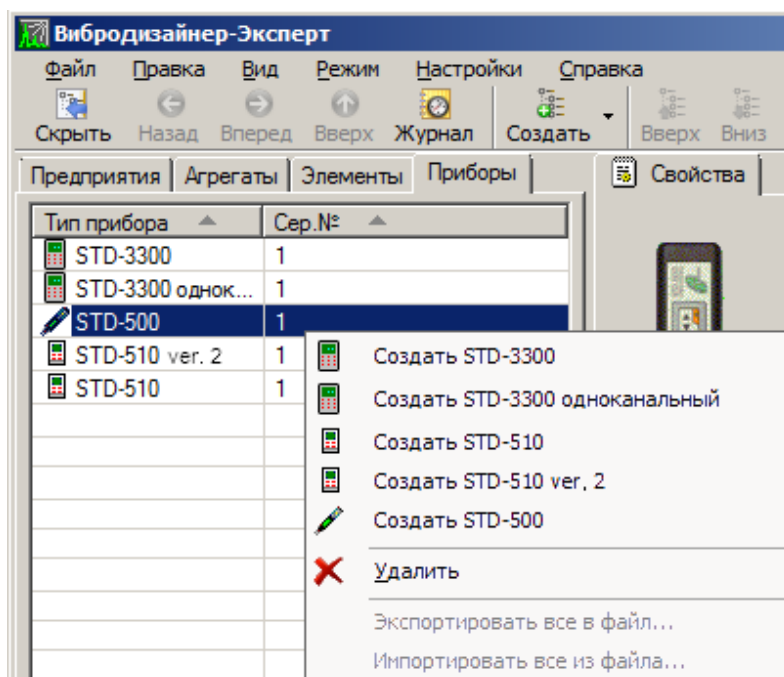 Вибродизайнер-Эксперт
Файл Правка Вид Режим Настройки Справка
Скрыть Назад Вперед Вверх Журнал Создать Вверх Вниз
Предприятия Агрегаты Элементы Приборы Свойства
Тип прибора Сер.№
STD-3300 1
STD-3300 однок... 1
STD-500 1
STD-510 ver. 2 1
STD-510 1
Создать STD-3300
Создать STD-3300 одноканальный
Создать STD-510
Создать STD-510 ver, 2
Создать STD-500
Удалить
Экспортировать все в файл...
Импортировать все из файла...